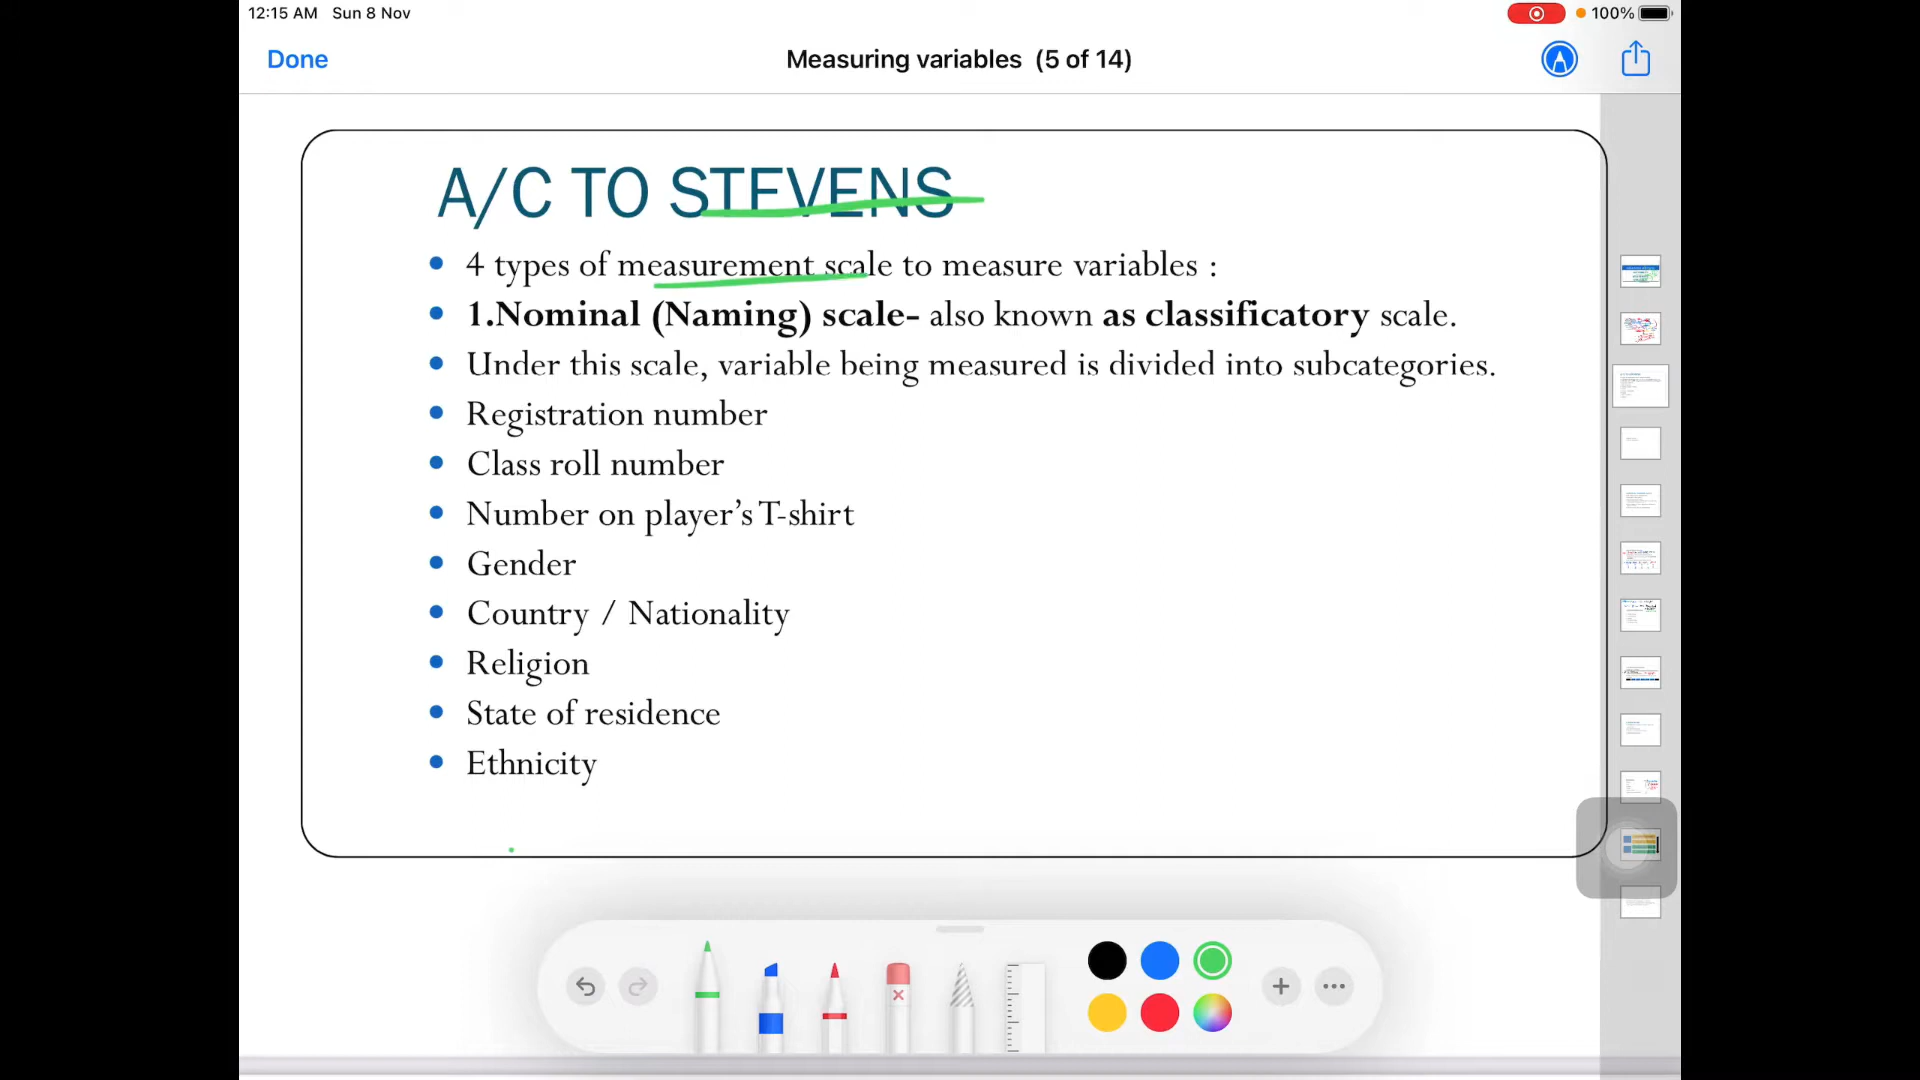 12:15 AM Sun 8 Nov
100%
Done
Measuring variables (5 of 14)
A/C TO STEVENS
4 types of measurement scale to measure variables :
1.Nominal (Naming) scale- also known as classificatory scale.
Under this scale, variable being measured is divided into subcategories.
Registration number
Class roll number
Number on player's T-shirt
Gender
Country / Nationality
Religion
State of residence
Ethnicity